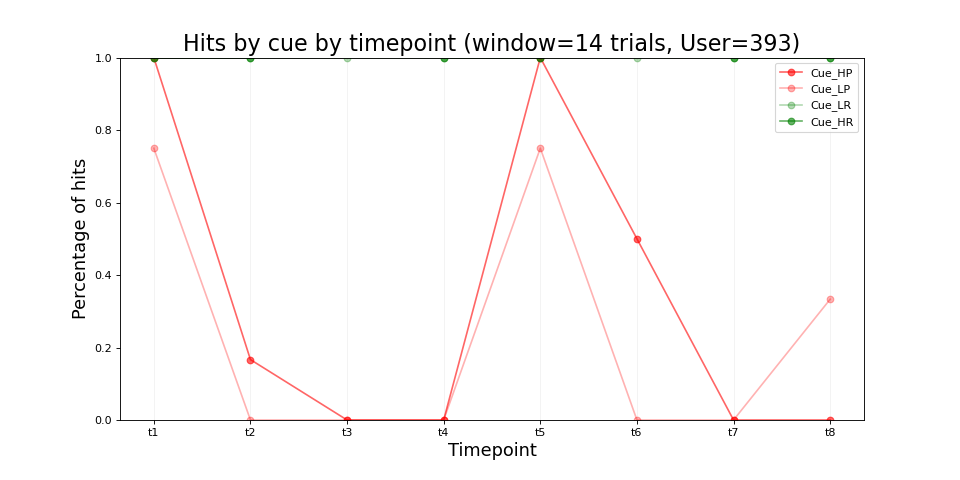 Hits by cue by timepoint (window=14 trials, User=393)
Cue_HP
Cue_LP
Cue_LR
Cue_HR
Percentage of hits
1.0
0.8
0.6
0.4
0.2
0.0
t1 t2 t3 t4 t5 t6 t7 t8
Timepoint